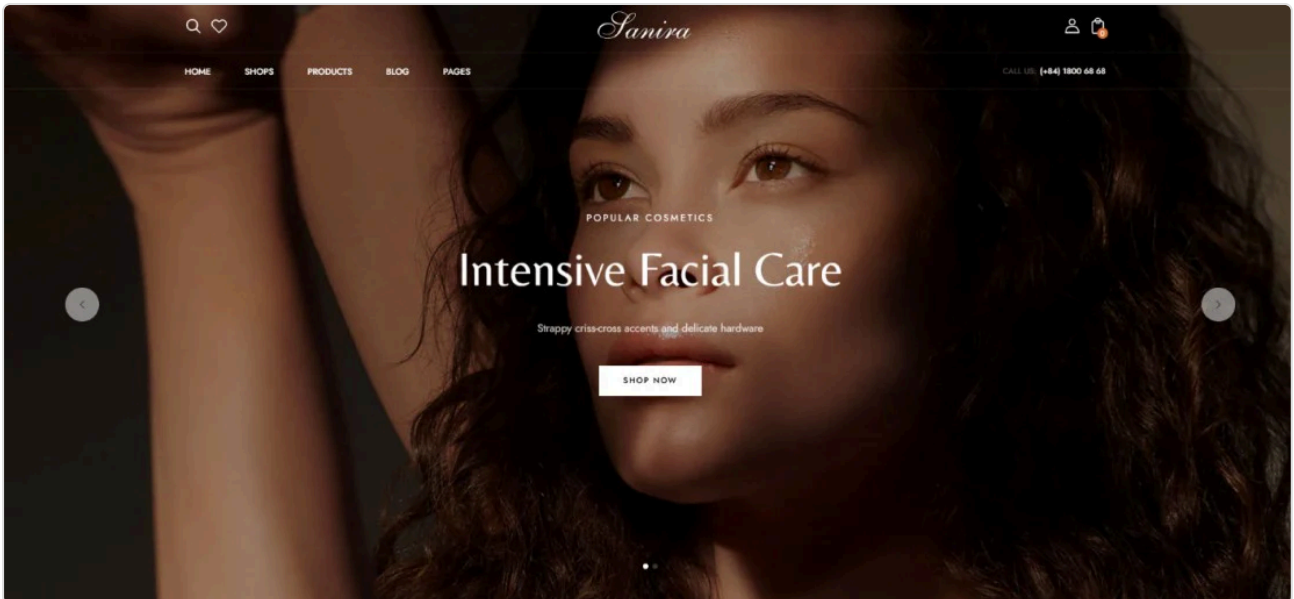 Sanira
0
HOME
SHOPS
PRODUCTS
BLOG
PAGES
CALL US: (+84) 1800 68 68
POPULAR COSMETICS
Intensive Facial Care
Strappy criss-cross accents and delicate hardware
SHOP NOW